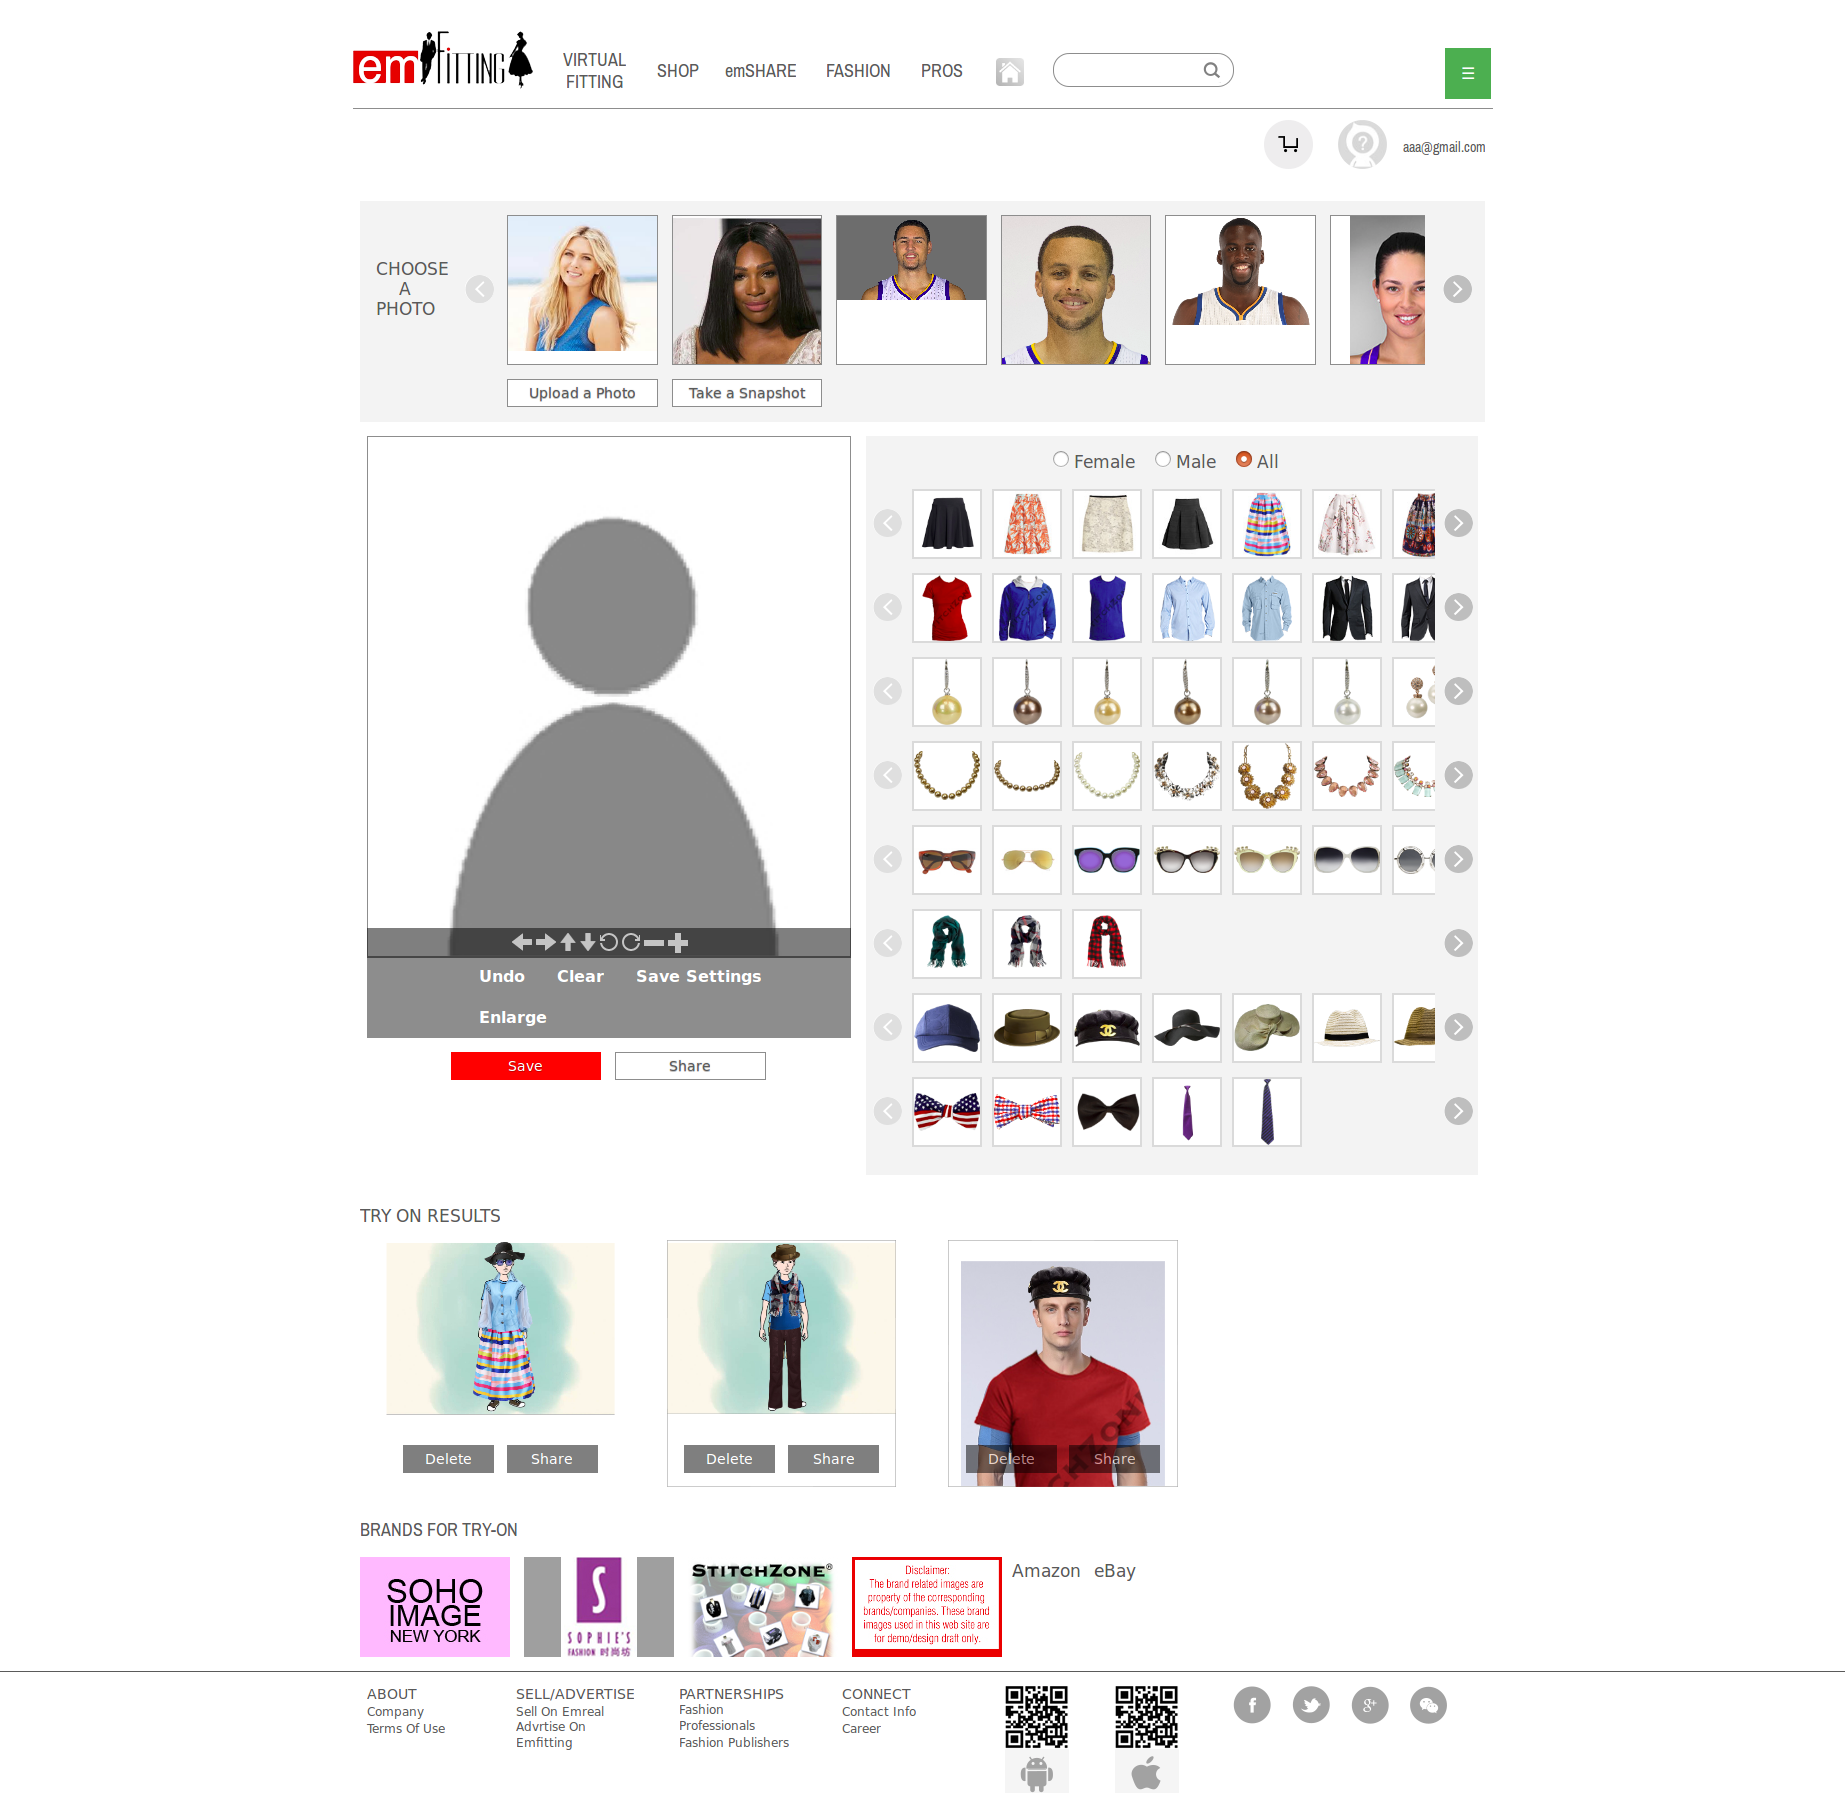 em FITTING
VIRTUAL
FITTING
SHOP
emSHARE
FASHION
PROS
aaa@gmail.com
CHOOSE
A
PHOTO
Upload a Photo
Take a Snapshot
Female
Male
All
Undo
Clear
Save Settings
Enlarge
Save
Share
TRY ON RESULTS
Delete
Share
Delete
Share
Delete
Share
BRANDS FOR TRY-ON
SOHO
IMAGE
NEW YORK
S
SOPHIE'S
FASHION 时尚坊
STITCHZONE®
Disclaimer:
The brand related images are
property of the corresponding
brands/companies. These brand
images used in this web site are
for demo/design draft only.
Amazon
eBay
ABOUT
Company
Terms Of Use
SELL/ADVERTISE
Sell On Emreal
Advrtise On
Emfitting
PARTNERSHIPS
Fashion
Professionals
Fashion Publishers
CONNECT
Contact Info
Career